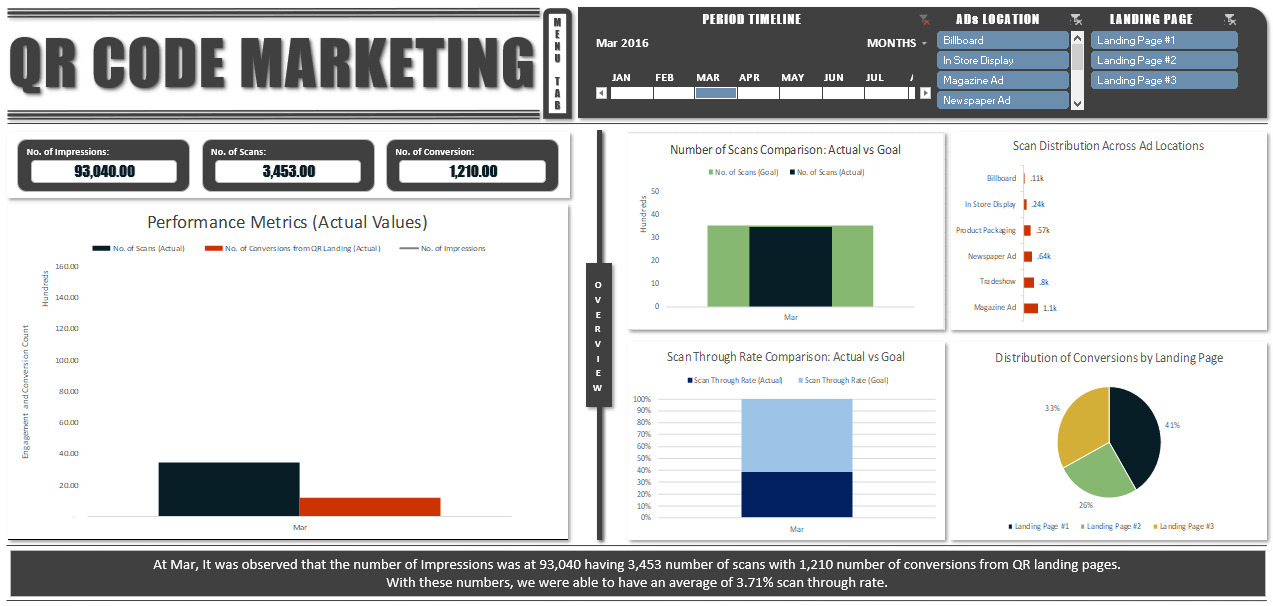 QR CODE MARKETING
MENU TAB
PERIOD TIMELINE
Mar 2016
MONTHS
JAN FEB MAR APR MAY JUN JUL
ADs LOCATION
Billboard
In Store Display
Magazine Ad
Newspaper Ad
LANDING PAGE
Landing Page #1
Landing Page #2
Landing Page #3
No. of Impressions:
93,040.00
No. of Scans:
3,453.00
No. of Conversion:
1,210.00
Performance Metrics (Actual Values)
No. of Scans (Actual) No. of Conversions from QR Landing (Actual) No. of Impressions
Engagement and Conversion Count
Hundreds
160.00
140.00
120.00
100.00
80.00
60.00
40.00
20.00
-
Mar
OVERVIEW
Number of Scans Comparison: Actual vs Goal
No. of Scans (Goal) No. of Scans (Actual)
Hundreds
50
40
30
20
10
0
Mar
Scan Distribution Across Ad Locations
Billboard .11k
In Store Display .24k
Product Packaging .57k
Newspaper Ad .64k
Tradeshow .8k
Magazine Ad 1.1k
Scan Through Rate Comparison: Actual vs Goal
Scan Through Rate (Actual) Scan Through Rate (Goal)
100%
90%
80%
70%
60%
50%
40%
30%
20%
10%
0%
Mar
Distribution of Conversions by Landing Page
33%
41%
26%
Landing Page #1 Landing Page #2 Landing Page #3
At Mar, It was observed that the number of Impressions was at 93,040 having 3,453 number of scans with 1,210 number of conversions from QR landing pages.
With these numbers, we were able to have an average of 3.71% scan through rate.